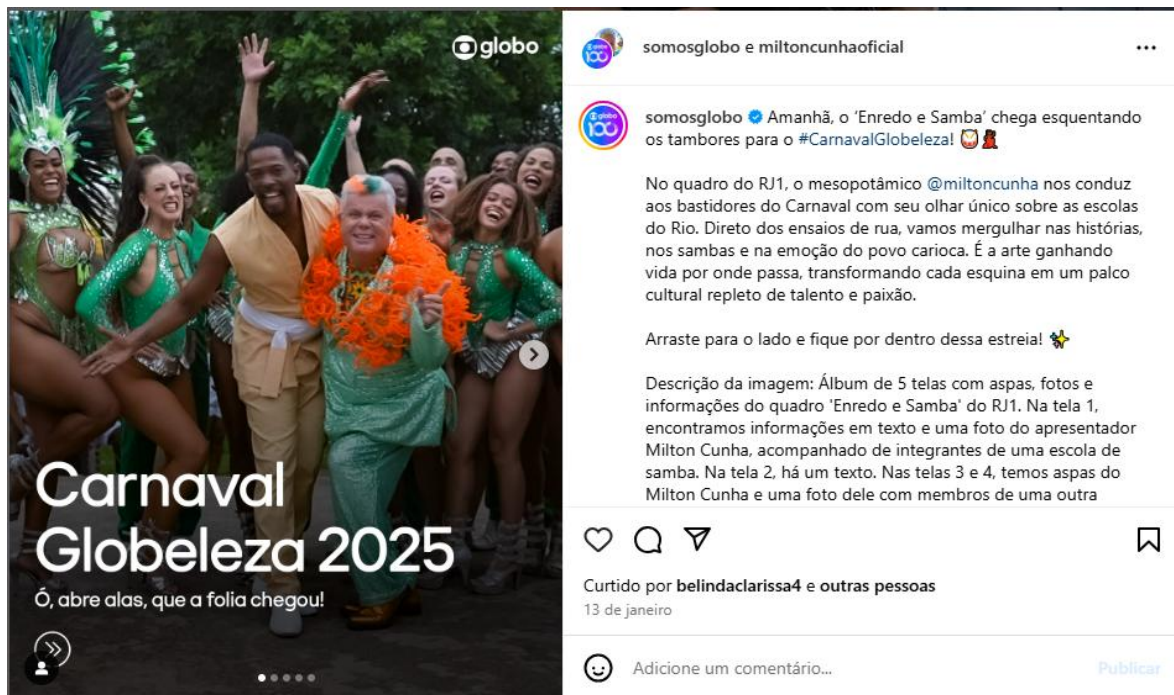 globo
Carnaval
Globeleza 2025
Ó, abre alas, que a folia chegou!
somosglobo e miltoncunhaoficial
somosglobo Amanhã, o ‘Enredo e Samba’ chega esquentando
os tambores para o #CarnavalGlobeleza!
No quadro do RJ1, o mesopotâmico @miltoncunha nos conduz
aos bastidores do Carnaval com seu olhar único sobre as escolas
do Rio. Direto dos ensaios de rua, vamos mergulhar nas histórias,
nos sambas e na emoção do povo carioca. É a arte ganhando
vida por onde passa, transformando cada esquina em um palco
cultural repleto de talento e paixão.
Arraste para o lado e fique por dentro dessa estreia!
Descrição da imagem: Álbum de 5 telas com aspas, fotos e
informações do quadro 'Enredo e Samba' do RJ1. Na tela 1,
encontramos informações em texto e uma foto do apresentador
Milton Cunha, acompanhado de integrantes de uma escola de
samba. Na tela 2, há um texto. Nas telas 3 e 4, temos aspas do
Milton Cunha e uma foto dele com membros de uma outra
Curtido por belindaclarissa4 e outras pessoas
13 de janeiro
Adicione um comentário...
Publicar